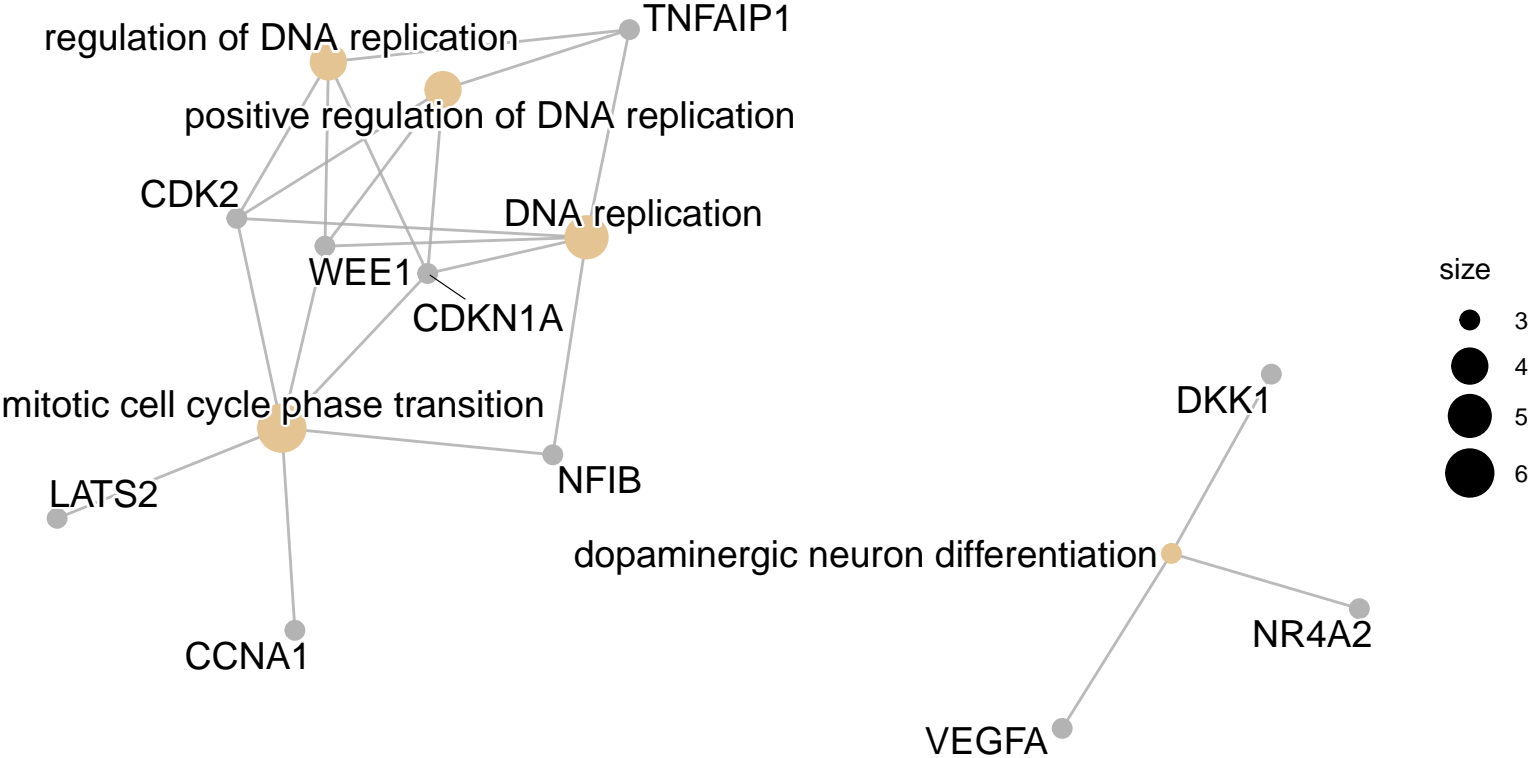 TNFAIP1
regulation of DNA replication
positive regulation of DNA replication
CDK2
DNA replication
WEE1
CDKN1A
size
3
4
5
6
DKK1
mitotic cell cycle phase transition
NFIB
LATS2
dopaminergic neuron differentiation
NR4A2
CCNA1
VEGFA